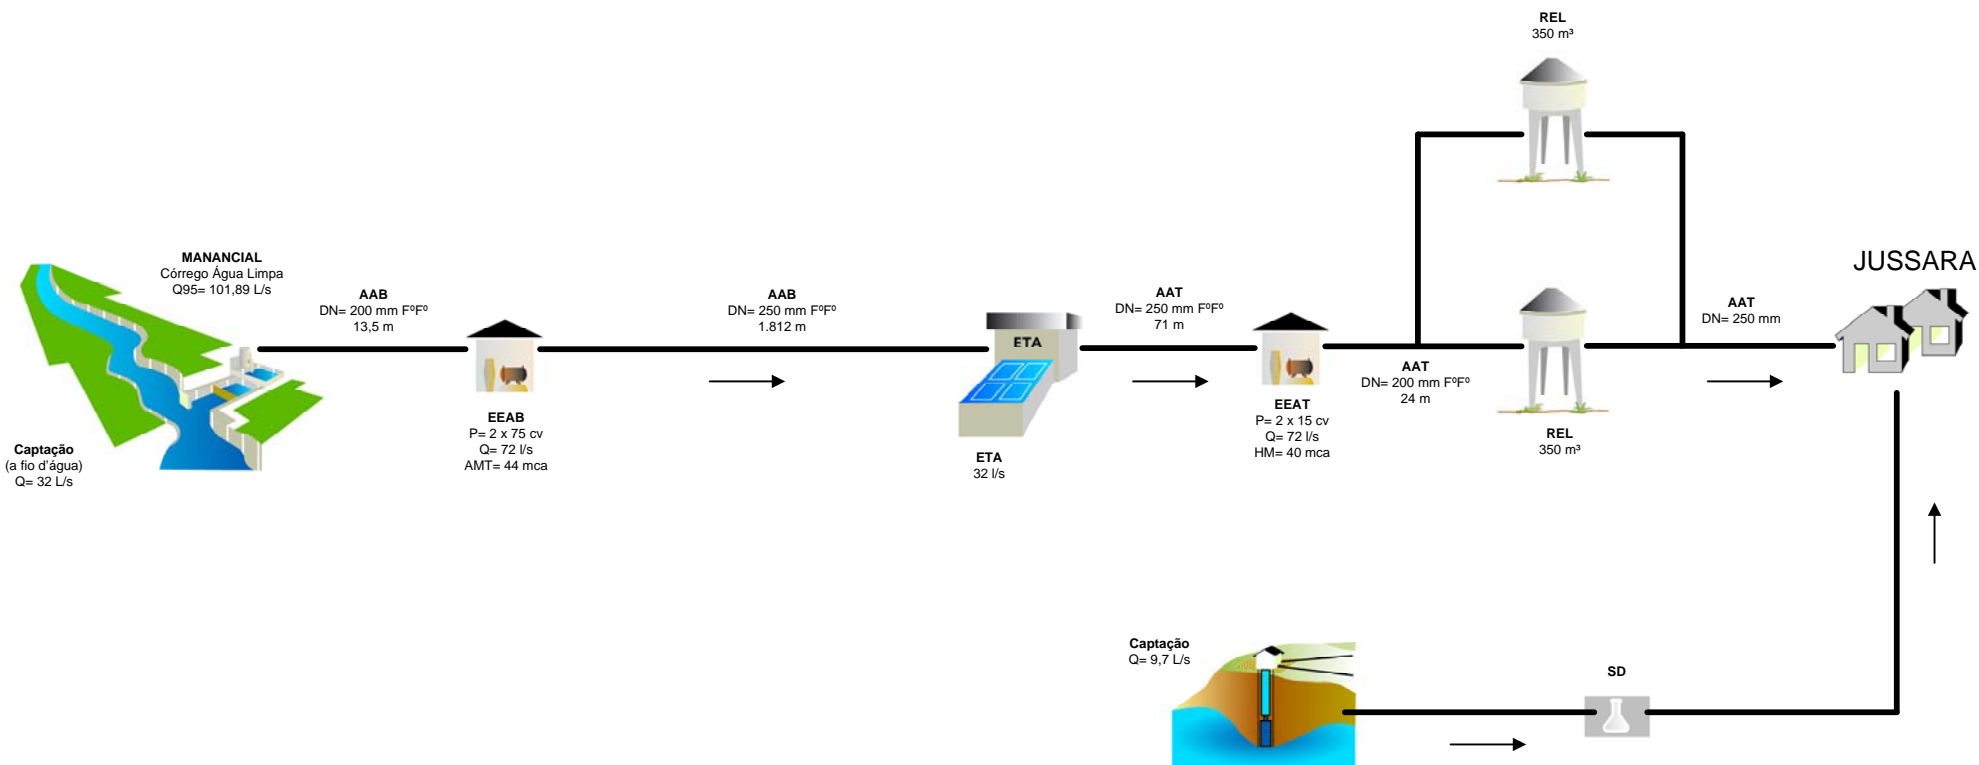 REL
350 m³
MANANCIAL
Córrego Água Limpa
Q95= 101,89 L/s
AAB
DN= 200 mm FºFº
13,5 m
AAB
DN= 250 mm FºFº
1.812 m
AAT
DN= 250 mm FºFº
71 m
JUSSARA
AAT
DN= 250 mm
ETA
AAT
DN= 200 mm FºFº
24 m
EEAB
P= 2 x 75 cv
Q= 72 l/s
AMT= 44 mca
EEAT
P= 2 x 15 cv
Q= 72 l/s
HM= 40 mca
REL
350 m³
Captação
(a fio d'água)
Q= 32 L/s
ETA
32 l/s
Captação
Q= 9,7 L/s
SD